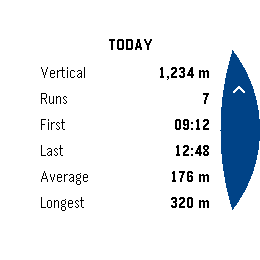 TODAY
Vertical 1,234 m
Runs 7
First 09:12
Last 12:48
Average 176 m
Longest 320 m